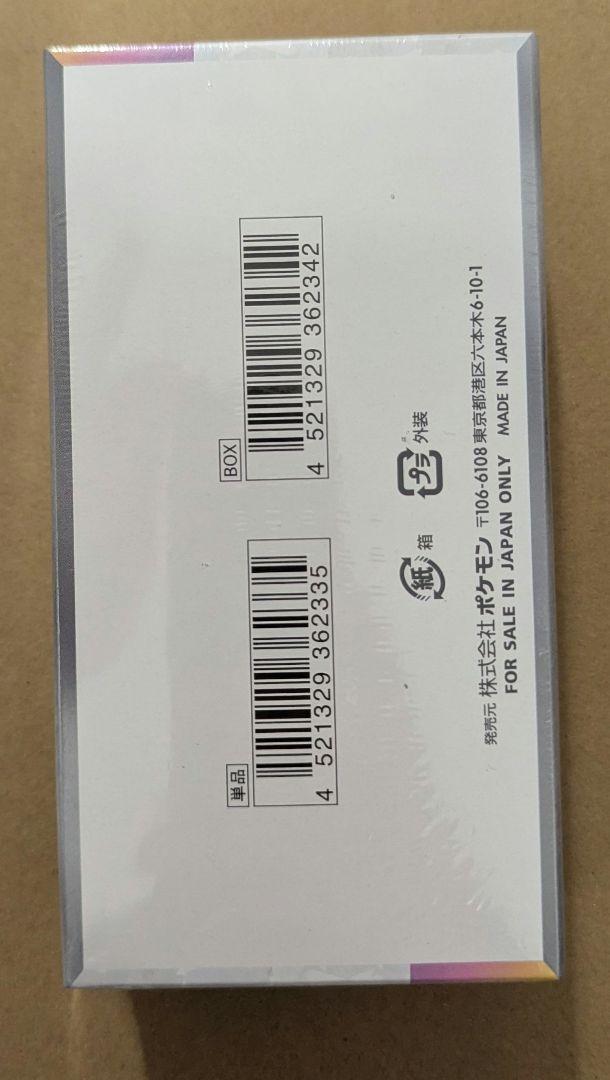 単品
4 521329 362335
BOX
4 521329 362342
紙 箱
プラ 外装
発売元 株式会社ポケモン 〒106-6108 東京都港区六本木6-10-1
FOR SALE IN JAPAN ONLY MADE IN JAPAN